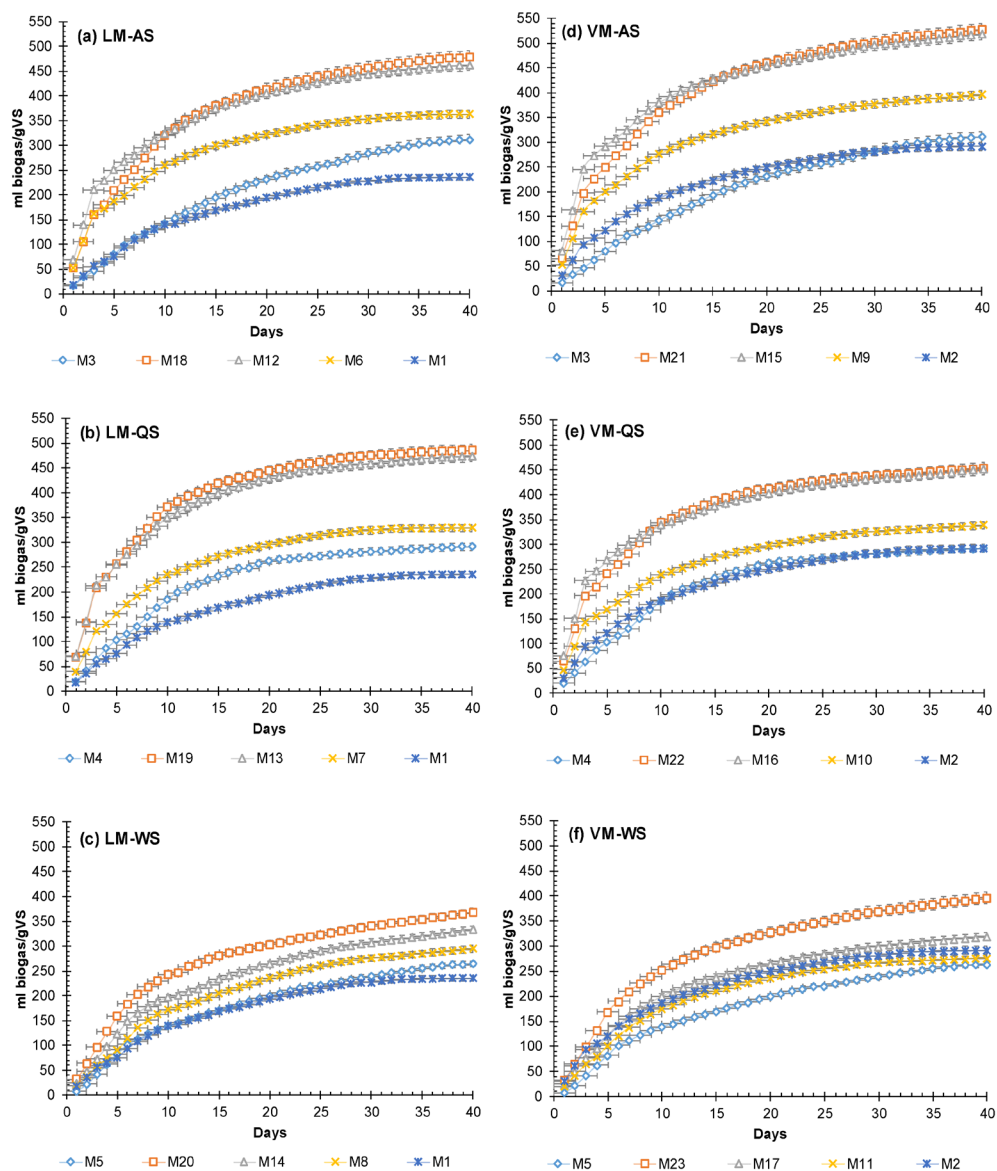 (a) LM-AS
ml biogas/gVS
550
500
450
400
350
300
250
200
150
100
50
0
0 5 10 15 20 25 30 35 40
Days
M3 M18 M12 M6 M1
(d) VM-AS
ml biogas/gVS
550
500
450
400
350
300
250
200
150
100
50
0
0 5 10 15 20 25 30 35 40
Days
M3 M21 M15 M9 M2
(b) LM-QS
ml biogas/gVS
550
500
450
400
350
300
250
200
150
100
50
0
0 5 10 15 20 25 30 35 40
Days
M4 M19 M13 M7 M1
(e) VM-QS
ml biogas/gVS
550
500
450
400
350
300
250
200
150
100
50
0
0 5 10 15 20 25 30 35 40
Days
M4 M22 M16 M10 M2
(c) LM-WS
ml biogas/gVS
550
500
450
400
350
300
250
200
150
100
50
0
0 5 10 15 20 25 30 35 40
Days
M5 M20 M14 M8 M1
(f) VM-WS
ml biogas/gVS
550
500
450
400
350
300
250
200
150
100
50
0
0 5 10 15 20 25 30 35 40
Days
M5 M23 M17 M11 M2